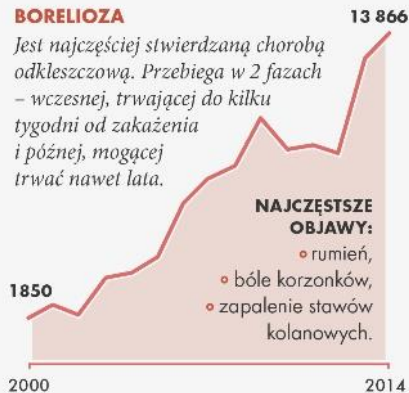 BORELIOZA
13 866
Jest najczęściej stwierdzaną chorobą
odkleszczową. Przebiega w 2 fazach
– wczesnej, trwającej do kilku
tygodni od zakażenia
i późnej, mogącej
trwać nawet lata.
NAJCZĘSTSZE
OBJAWY:
rumień,
bóle korzonków,
zapalenie stawów
kolanowych.
1850
2000
2014